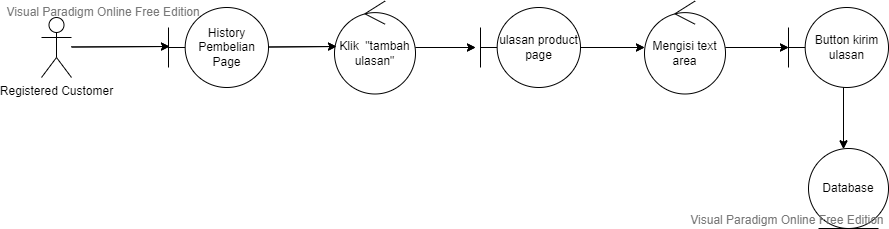 Visual Paradigm Online Free Edition
History
Pembelian
Page
Klik "tambah
ulasan"
ulasan product
page
Mengisi text
area
Button kirim
ulasan
Registered Customer
Database
Visual Paradigm Online Free Edition